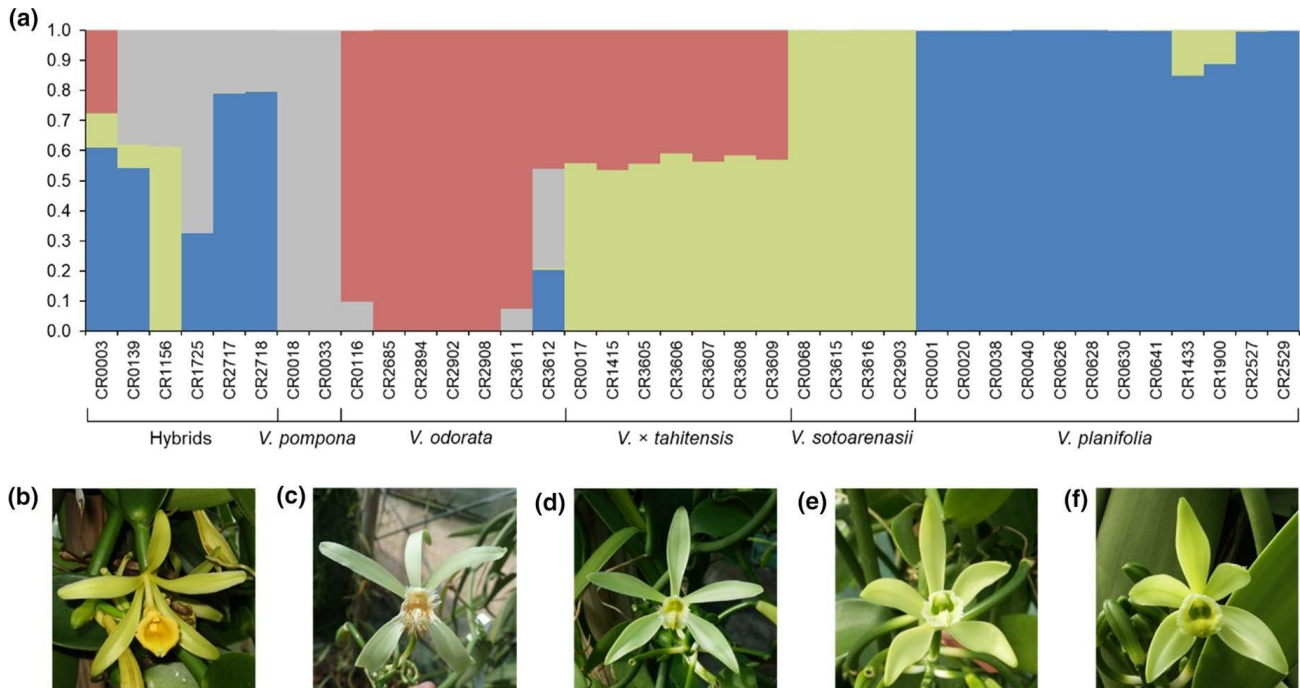 (a)
1.0
0.9
0.8
0.7
0.6
0.5
0.4
0.3
0.2
0.1
0.0
CR0003 CR0139 CR1156 CR1725 CR2717 CR2718 CR0018 CR0033 CR0116 CR2685 CR2894 CR2902 CR2908 CR3611 CR3612 CR0017 CR1415 CR3605 CR3606 CR3607 CR3608 CR3609 CR0068 CR3615 CR3616 CR2903 CR0001 CR0020 CR0038 CR0040 CR0626 CR0628 CR0630 CR0641 CR1433 CR1900 CR2527 CR2529
Hybrids V. pompona V. odorata V. × tahitensis V. sotoarenasii V. planifolia
(b) (c) (d) (e) (f)